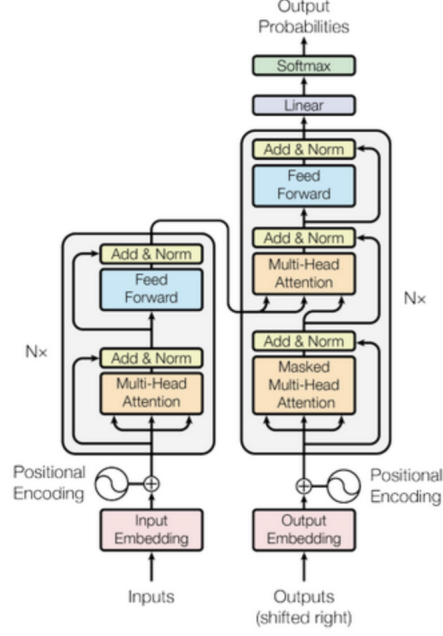 Output
Probabilities
Softmax
Linear
Add & Norm
Feed
Forward
Add & Norm
Multi-Head
Attention
Nx
Add & Norm
Masked
Multi-Head
Attention
Add & Norm
Feed
Forward
Nx
Add & Norm
Multi-Head
Attention
Positional
Encoding
Positional
Encoding
Input
Embedding
Output
Embedding
Inputs
Outputs
(shifted right)